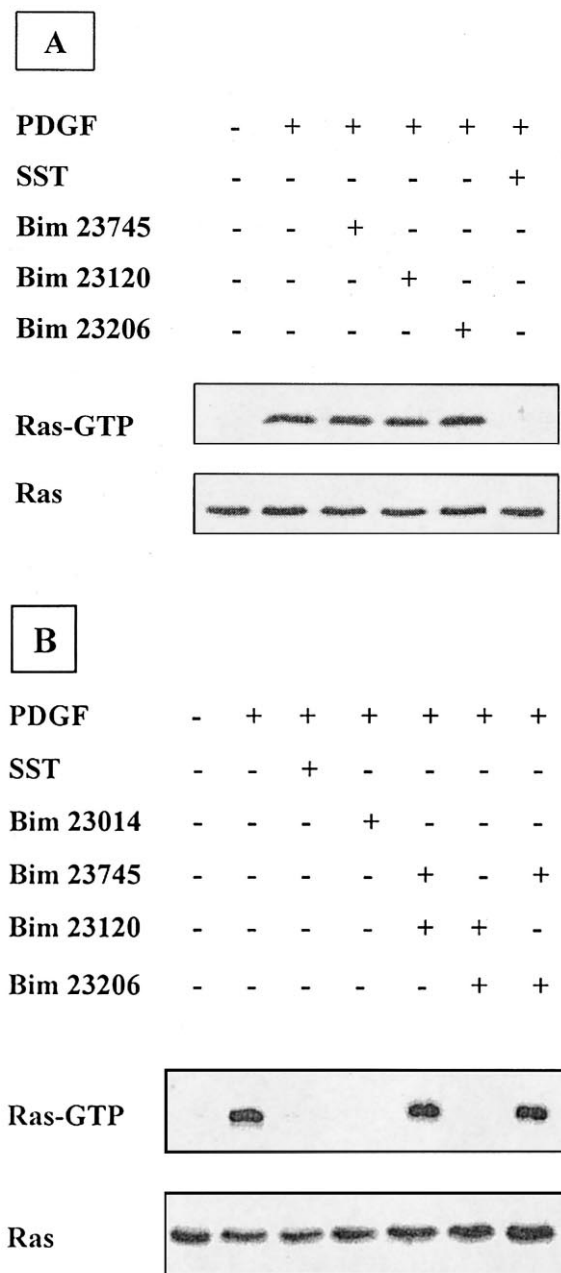 A
PDGF - + + + + +
SST - - - - - +
Bim 23745 - - + - - -
Bim 23120 - - - + - -
Bim 23206 - - - - + -
Ras-GTP
Ras
B
PDGF - + + + + + +
SST - - + - - - -
Bim 23014 - - - + - - -
Bim 23745 - - - - + - +
Bim 23120 - - - - + + -
Bim 23206 - - - - - + +
Ras-GTP
Ras